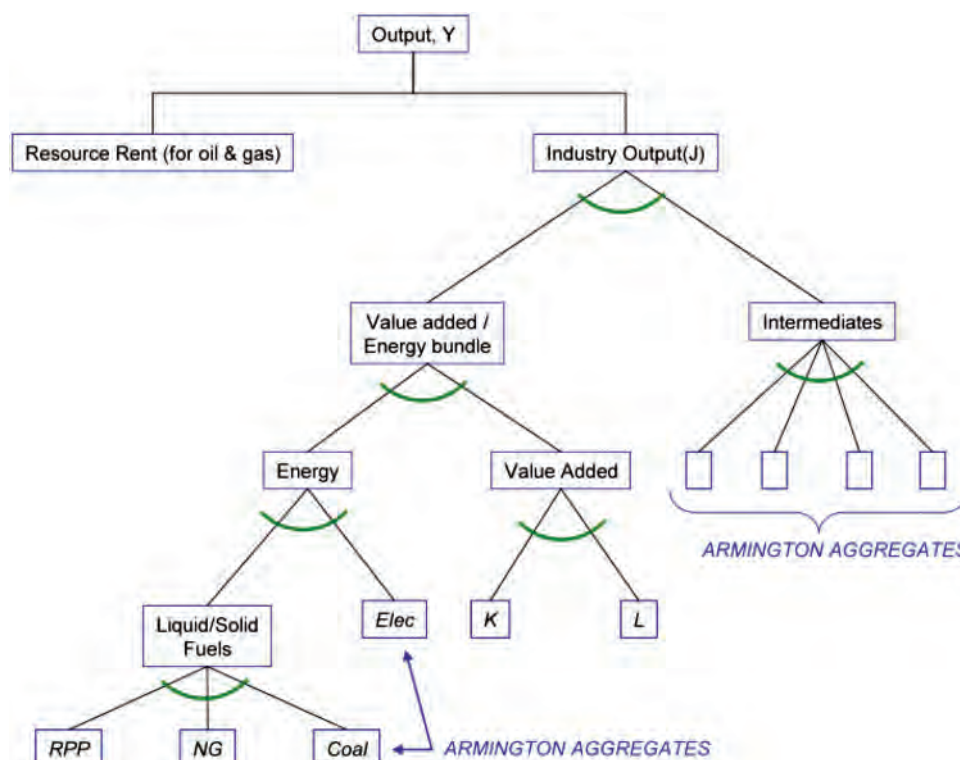 Output, Y
Resource Rent (for oil & gas)
Industry Output(J)
Value added /
Energy bundle
Intermediates
Energy
Value Added
ARMINGTON AGGREGATES
Liquid/Solid
Fuels
Elec
K
L
RPP
NG
Coal
ARMINGTON AGGREGATES